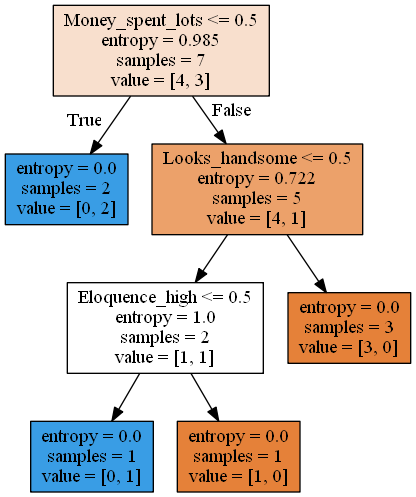 Money_spent_lots <= 0.5
entropy = 0.985
samples = 7
value = [4, 3]
True
False
entropy = 0.0
samples = 2
value = [0, 2]
Looks_handsome <= 0.5
entropy = 0.722
samples = 5
value = [4, 1]
Eloquence_high <= 0.5
entropy = 1.0
samples = 2
value = [1, 1]
entropy = 0.0
samples = 3
value = [3, 0]
entropy = 0.0
samples = 1
value = [0, 1]
entropy = 0.0
samples = 1
value = [1, 0]